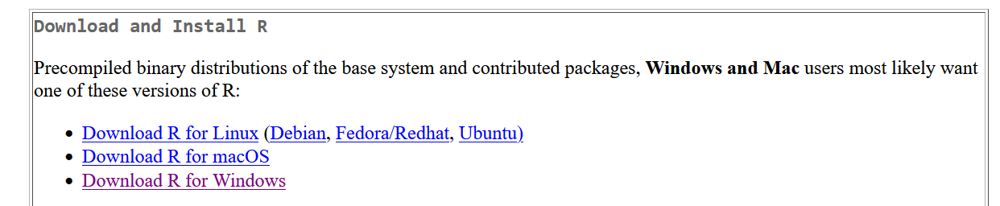 Download and Install R
Precompiled binary distributions of the base system and contributed packages, Windows and Mac users most likely want
one of these versions of R:
• Download R for Linux (Debian, Fedora/Redhat, Ubuntu)
• Download R for macOS
• Download R for Windows